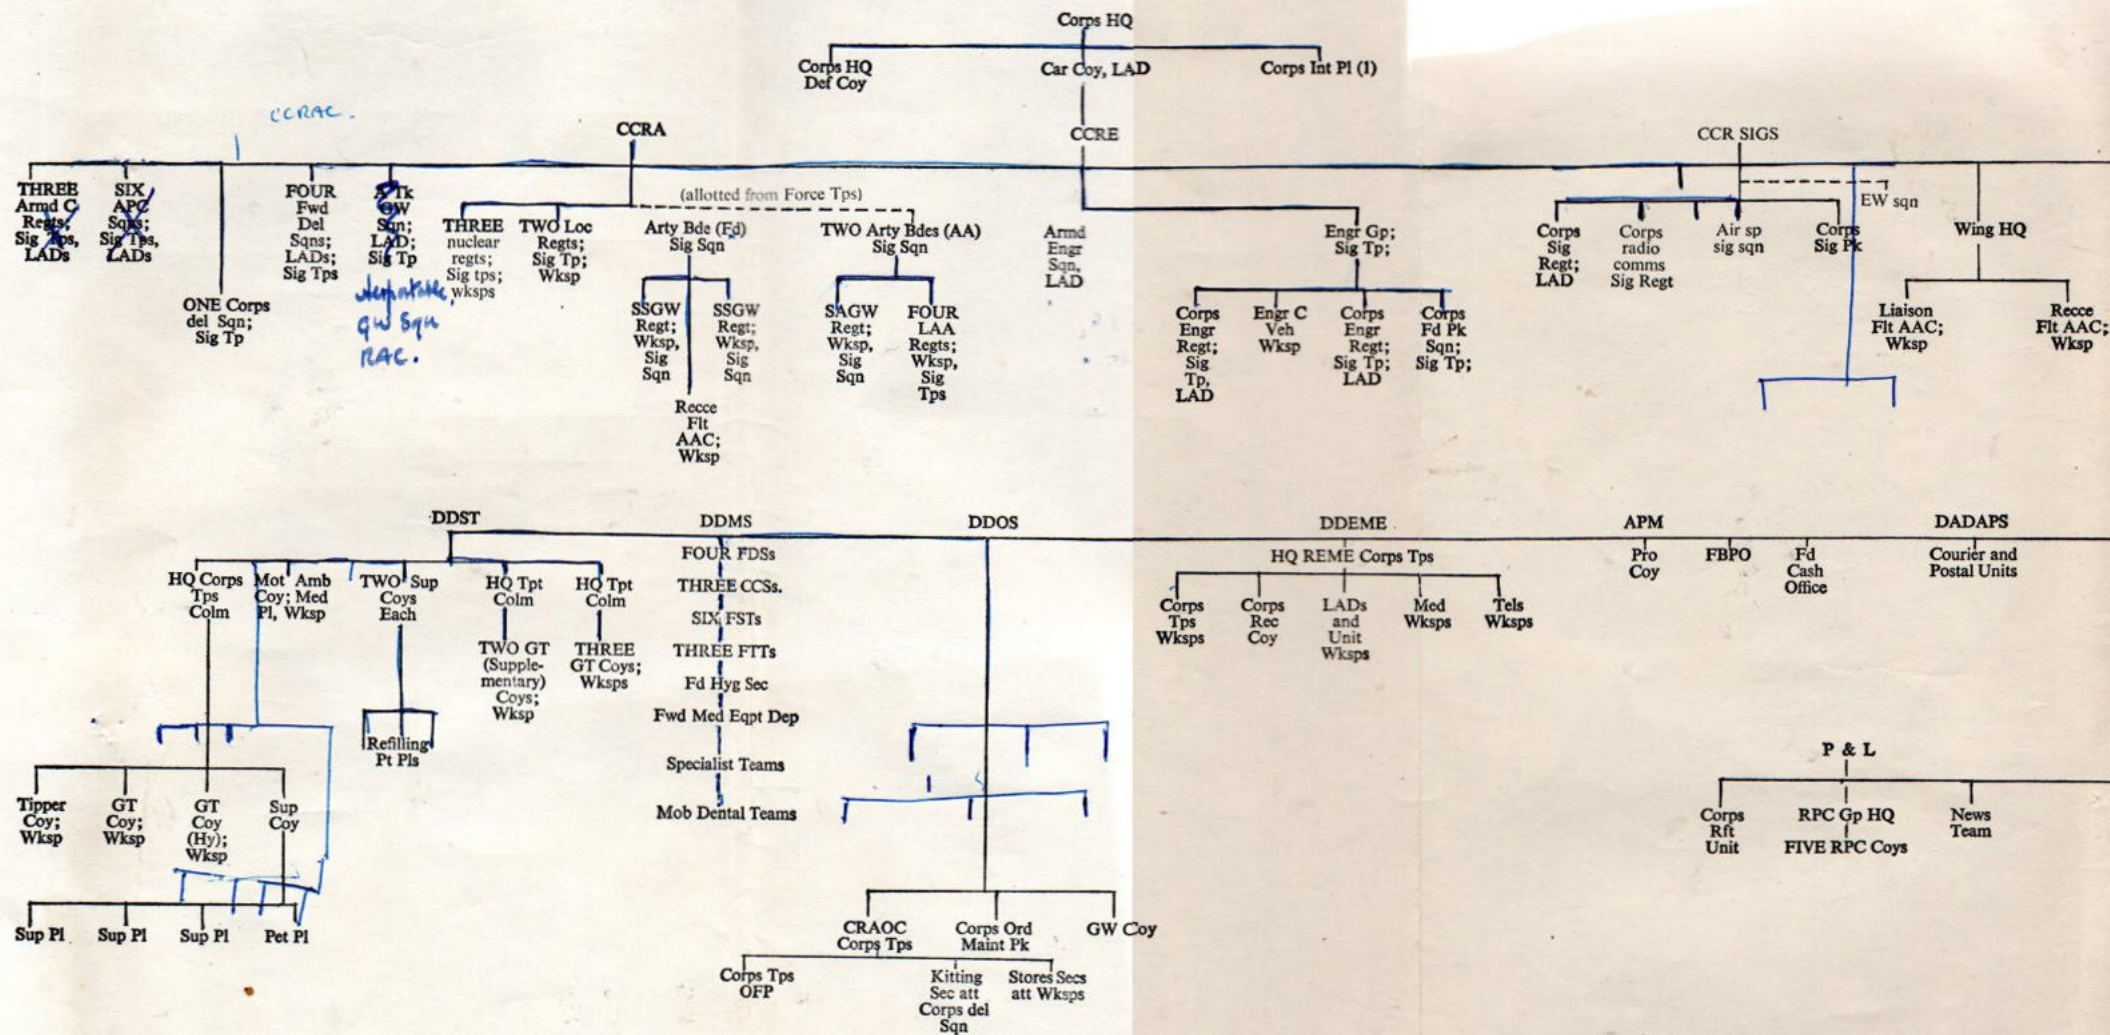 Corps HQ
Corps HQ
Def Coy
Car Coy, LAD
Corps Int Pl (1)
CCRAC.
CCRA
CCRE
CCR SIGS
THREE
Armd C
Regts;
Sig Tps,
LADs
SIX
APC
Sqns;
Sig Tps,
LADs
ONE Corps
del Sqn;
Sig Tp
FOUR
Fwd
Del
Sqns;
LADs;
Sig Tps
A Tk
GW
Sqn;
LAD;
Sig Tp
GW Sqn
RAC.
(allotted from Force Tps)
THREE
nuclear
regts;
Sig tps;
wksps
TWO Loc
Regts;
Sig Tp;
Wksp
Arty Bde (Fd)
Sig Sqn
SSGW
Regt;
Wksp,
Sig
Sqn
SSGW
Regt;
Wksp,
Sig
Sqn
Recce
Flt
AAC;
Wksp
TWO Arty Bdes (AA)
Sig Sqn
SAGW
Regt;
Wksp,
Sig
Sqn
FOUR
LAA
Regts;
Wksp,
Sig
Tps
Armd
Engr
Sqn,
LAD
Engr Gp;
Sig Tp;
Corps
Engr
Regt;
Sig
Tp,
LAD
Engr C
Veh
Wksp
Corps
Engr
Regt;
Sig Tp;
LAD
Corps
Fd Pk
Sqn;
Sig Tp;
EW sqn
Corps
Sig
Regt;
LAD
Corps
radio
comms
Sig Regt
Air sp
sig sqn
Corps
Sig Pk
Wing HQ
Liaison
Flt AAC;
Wksp
Recce
Flt AAC;
Wksp
DDST
DDMS
DDOS
DDEME
APM
DADAPS
HQ Corps
Tps
Colm
Mot Amb
Coy; Med
Pl, Wksp
TWO Sup
Coys
Each
HQ Tpt
Colm
HQ Tpt
Colm
TWO GT
(Supple-
mentary)
Coys;
Wksp
THREE
GT Coys;
Wksps
Refilling
Pt Pls
Tipper
Coy;
Wksp
GT
Coy;
Wksp
GT
Coy
(Hy);
Wksp
Sup
Coy
Sup Pl
Sup Pl
Sup Pl
Pet Pl
FOUR FDSs
THREE CCSs.
SIX FSTs
THREE FTTs
Fd Hyg Sec
Fwd Med Eqpt Dep
Specialist Teams
Mob Dental Teams
CRAOC
Corps Tps
Corps Ord
Maint Pk
GW Coy
Corps Tps
OFP
Kitting
Sec att
Corps del
Sqn
Stores Secs
att Wksps
HQ REME Corps Tps
Corps
Tps
Wksps
Corps
Rec
Coy
LADs
and
Unit
Wksps
Med
Wksps
Tels
Wksps
Pro
Coy
FBPO
Fd
Cash
Office
Courier and
Postal Units
P & L
Corps
Rft
Unit
RPC Gp HQ
FIVE RPC Coys
News
Team